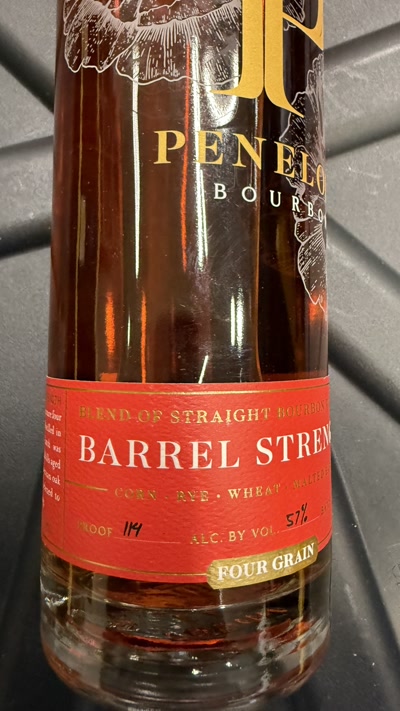 P
PENELO
BOURBO
BLEND OF STRAIGHT BOURBON
BARREL STREN
CORN · RYE · WHEAT · MALTED
PROOF 114 ALC. BY VOL. 57%
FOUR GRAIN